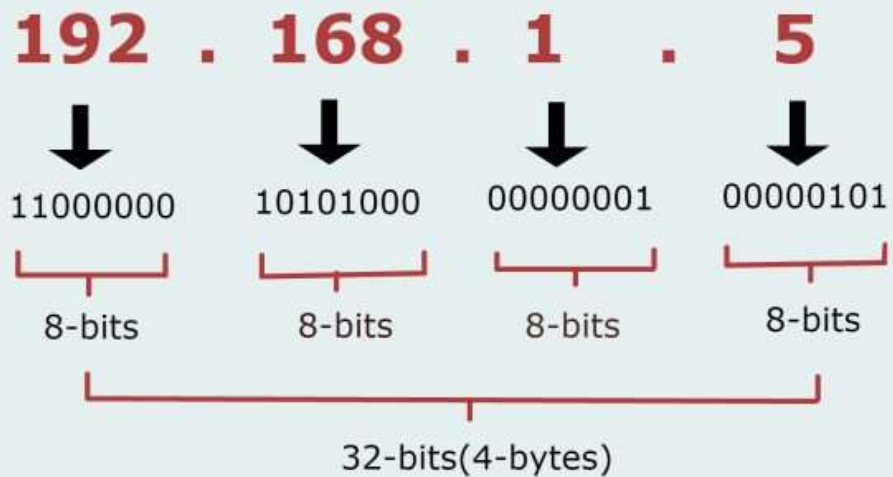 192 . 168 . 1 . 5
11000000 10101000 00000001 00000101
8-bits 8-bits 8-bits 8-bits
32-bits(4-bytes)